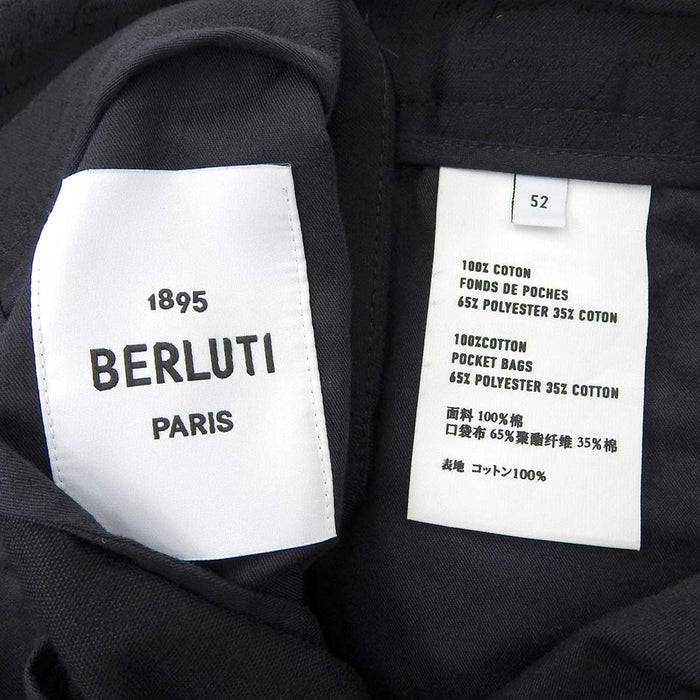 1895
BERLUTI
PARIS
52
100% COTON
FONDS DE POCHES
65% POLYESTER 35% COTON
100%COTTON
POCKET BAGS
65% POLYESTER 35% COTTON
面料 100%棉
口袋布 65%聚酯纤维 35%棉
表地 コットン100%